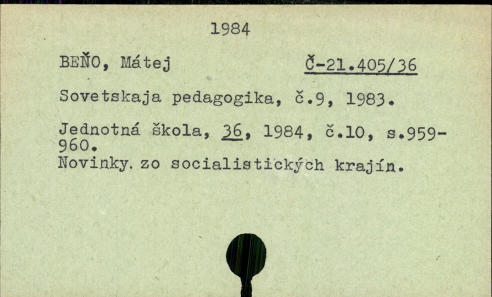 1984
BEŇO, Mátej Č-21.405/36
Sovetskaja pedagogika, č.9, 1983.
Jednotná škola, 36, 1984, č.10, s.959-
960.
Novinky. zo socialistických krajín.